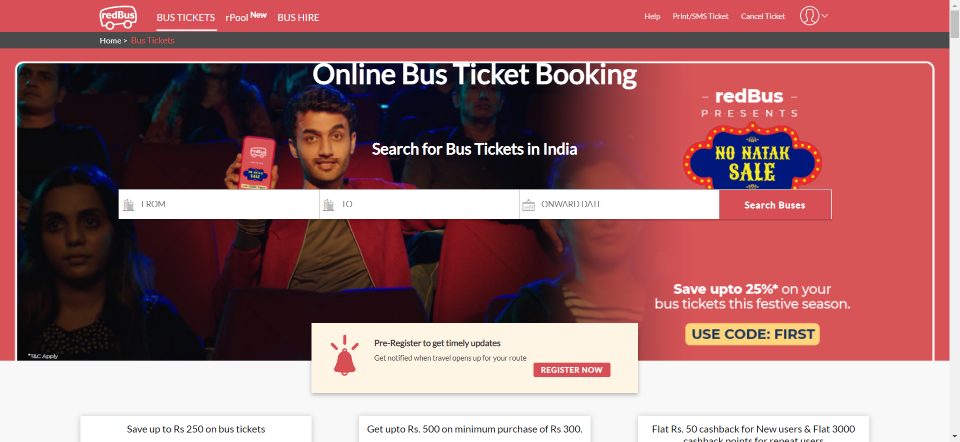 redBus
BUS TICKETS
rPool New
BUS HIRE
Help
Print/SMS Ticket
Cancel Ticket
Home > Bus Tickets
Online Bus Ticket Booking
redBus
PRESENTS
NO NATAK
SALE
redBus
NO NATAK
SALE
Search for Bus Tickets in India
FROM
TO
ONWARD DATE
Search Buses
Save upto 25%* on your
bus tickets this festive season.
USE CODE: FIRST
*T&C Apply
Pre-Register to get timely updates
Get notified when travel opens up for your route
REGISTER NOW
Save up to Rs 250 on bus tickets
Get upto Rs. 500 on minimum purchase of Rs 300.
Flat Rs. 50 cashback for New users & Flat 3000
cashback points for repeat users